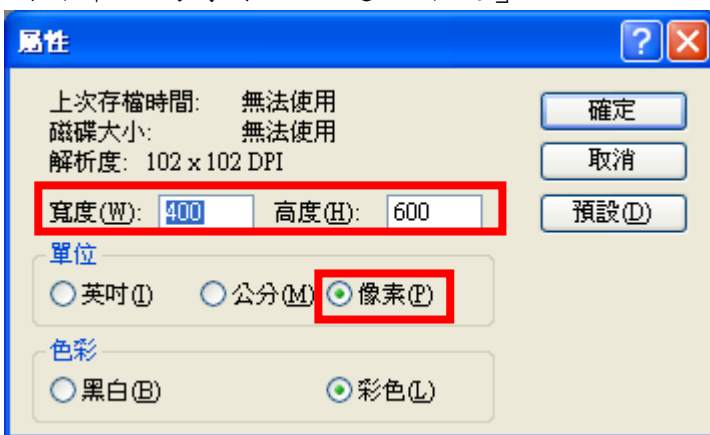 屬性
上次存檔時間: 無法使用
磁碟大小: 無法使用
解析度: 102 x 102 DPI
確定
取消
預設(D)
寬度(W): 400 高度(H): 600
單位
英吋(I) 公分(M) 像素(P)
色彩
黑白(B) 彩色(L)